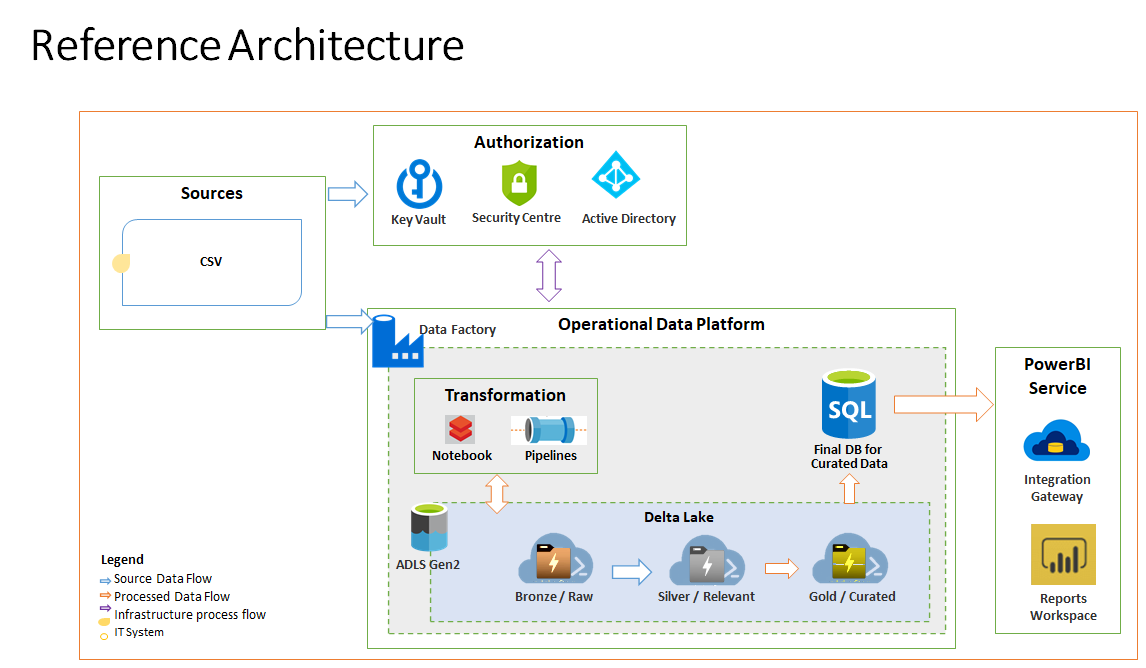 Reference Architecture
Authorization
Key Vault
Security Centre
Active Directory
Sources
CSV
Data Factory
Operational Data Platform
Transformation
Notebook
Pipelines
SQL
Final DB for
Curated Data
PowerBI
Service
Integration
Gateway
Reports
Workspace
Delta Lake
ADLS Gen2
Bronze / Raw
Silver / Relevant
Gold / Curated
Legend
Source Data Flow
Processed Data Flow
Infrastructure process flow
IT System